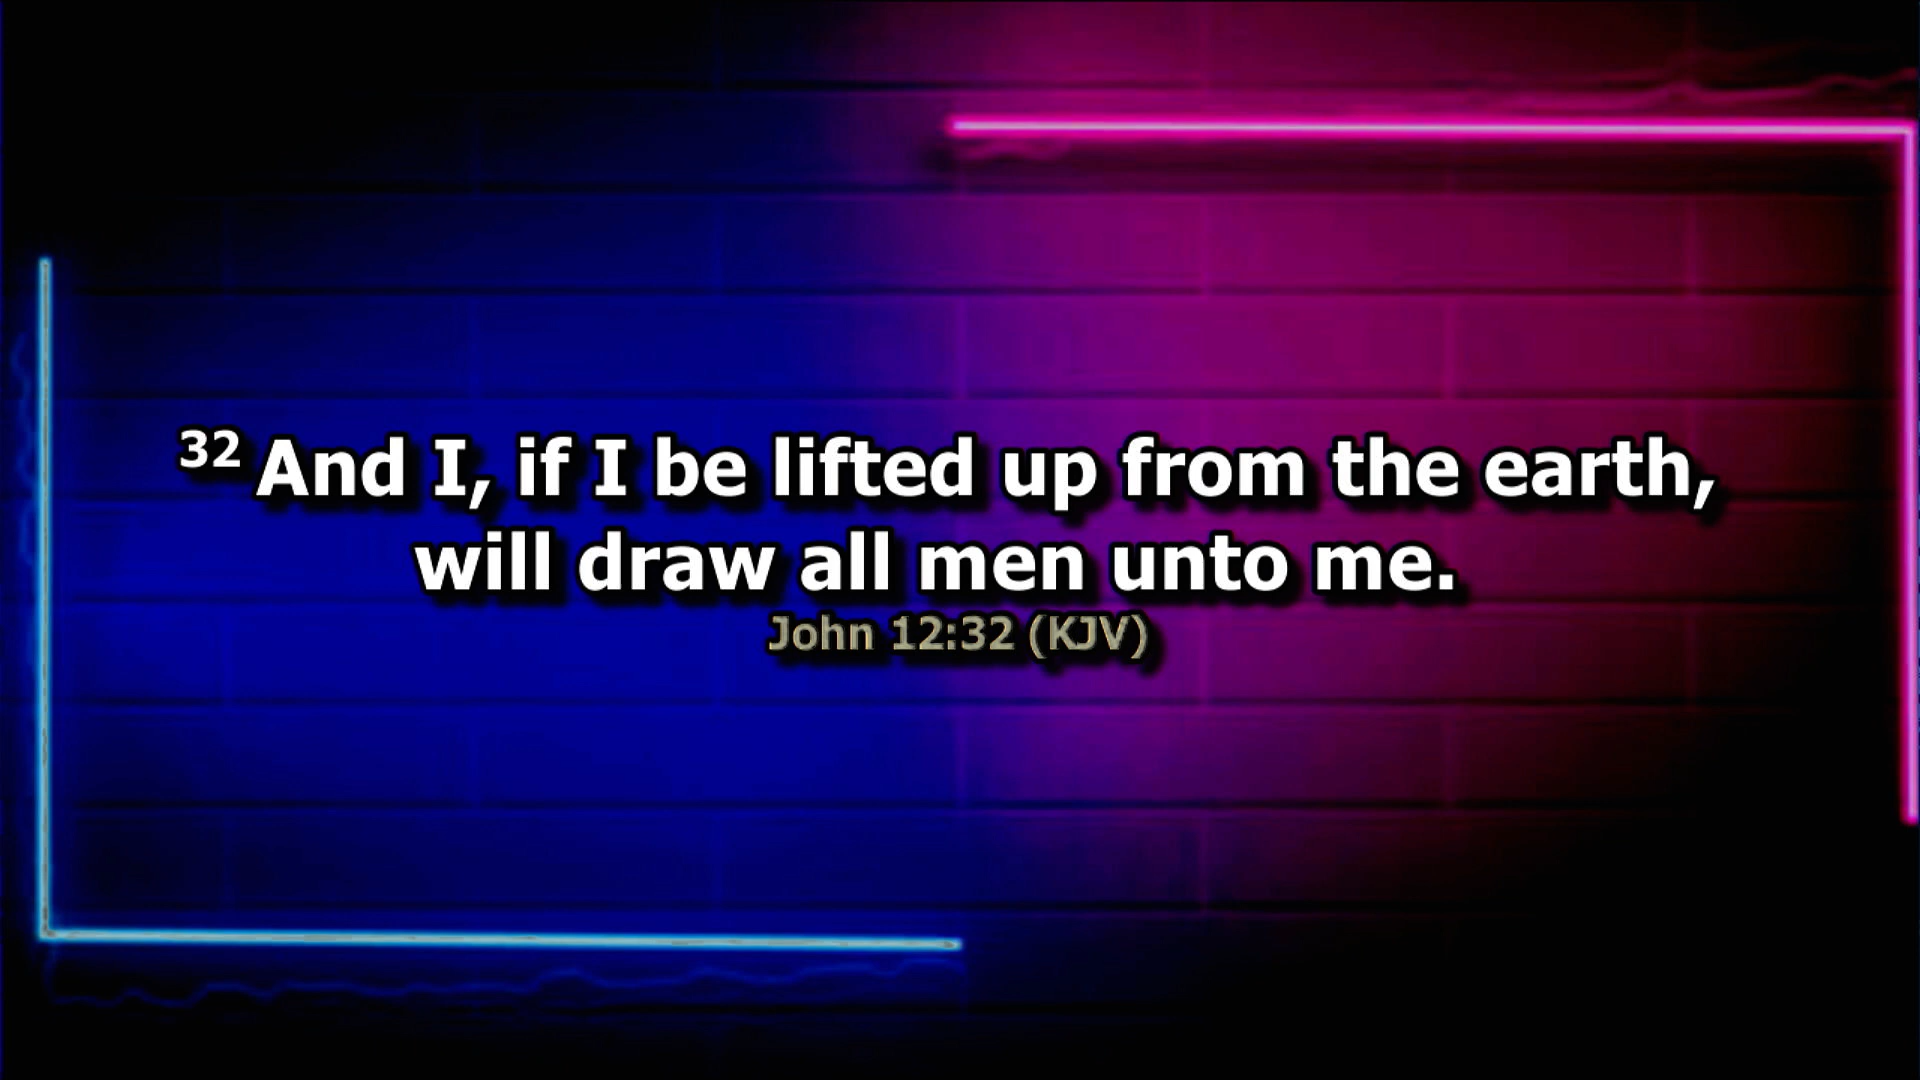 32 And I, if I be lifted up from the earth,
will draw all men unto me.
John 12:32 (KJV)